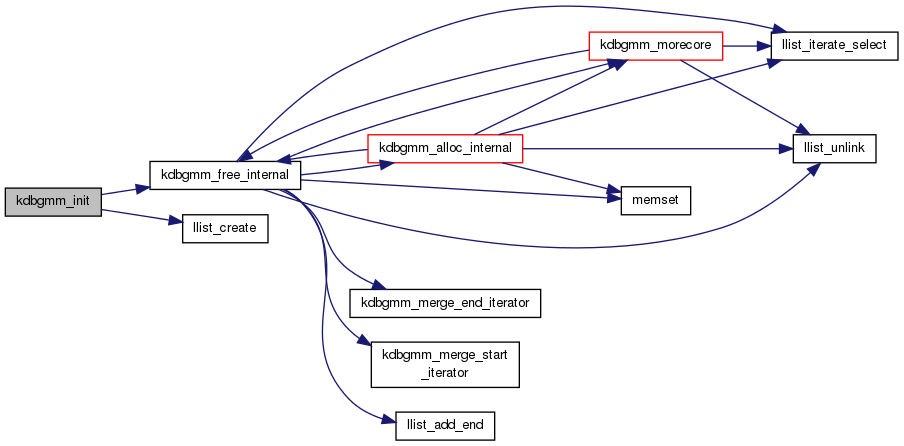 kdbgmm_morecore
llist_iterate_select
kdbgmm_alloc_internal
llist_unlink
kdbgmm_free_internal
kdbgmm_init
memset
llist_create
kdbgmm_merge_end_iterator
kdbgmm_merge_start
_iterator
llist_add_end